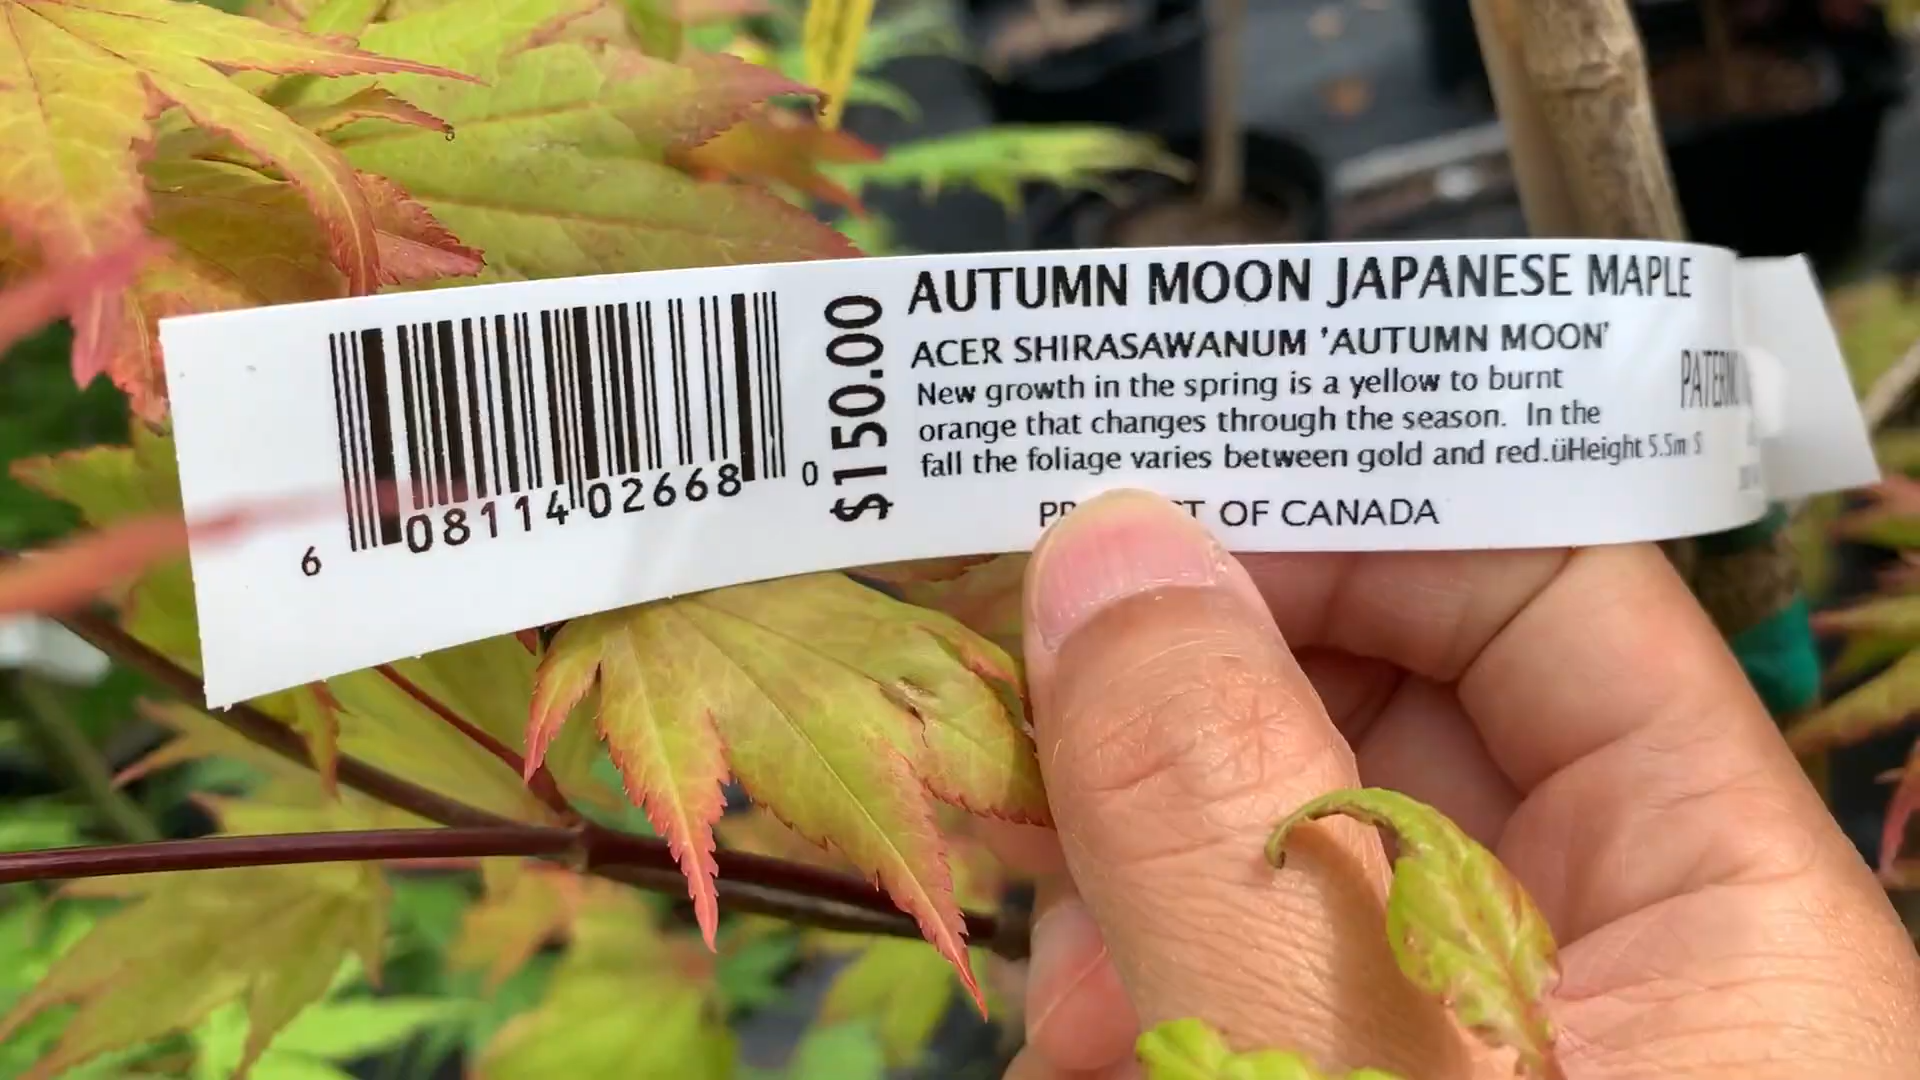 AUTUMN MOON JAPANESE MAPLE
ACER SHIRASAWANUM 'AUTUMN MOON'
New growth in the spring is a yellow to burnt
orange that changes through the season. In the
fall the foliage varies between gold and red.üHeight 5.5m S
OF CANADA
$150.00
6 08114 02668 0